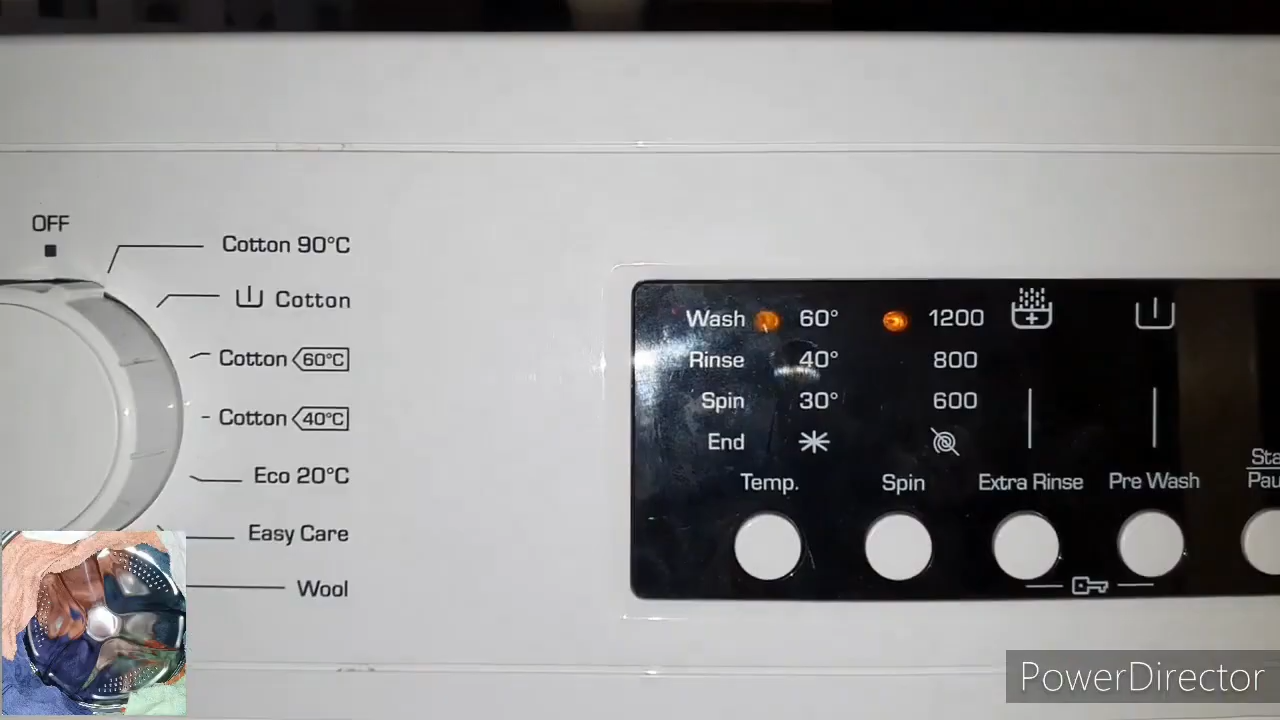 OFF
Cotton 90°C
Cotton
Cotton 60°C
Cotton 40°C
Eco 20°C
Easy Care
Wool
Wash 60° 1200
Rinse 40° 800
Spin 30° 600
End
Temp. Spin Extra Rinse Pre Wash
PowerDirector